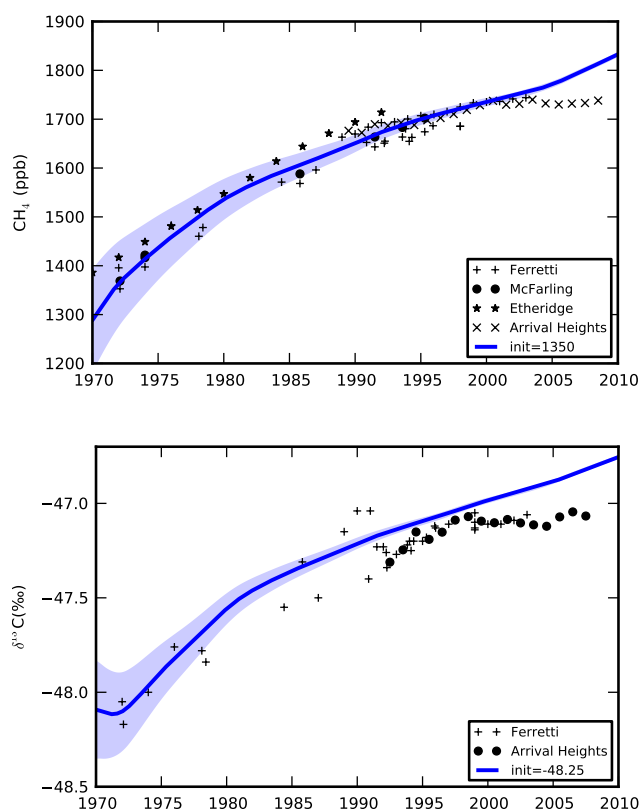 1900
1800
1700
1600
1500
1400
1300
1200
CH4 (ppb)
Ferretti
McFarling
Etheridge
Arrival Heights
init=1350
1970 1975 1980 1985 1990 1995 2000 2005 2010
−47.0
−47.5
−48.0
−48.5
δ¹³C(‰)
Ferretti
Arrival Heights
init=-48.25
1970 1975 1980 1985 1990 1995 2000 2005 2010